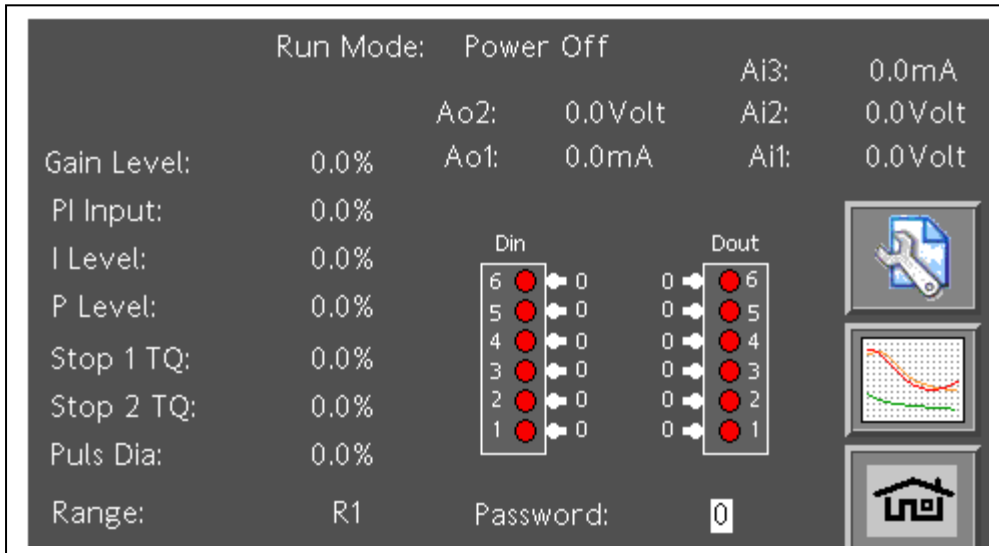 Run Mode: Power Off
Ai3: 0.0mA
Ao2: 0.0Volt Ai2: 0.0Volt
Gain Level: 0.0% Ao1: 0.0mA Ai1: 0.0Volt
PI Input: 0.0%
Din Dout
I Level: 0.0%
6 0 0 6
P Level: 0.0%
5 0 0 5
4 0 0 4
Stop 1 TQ: 0.0%
3 0 0 3
Stop 2 TQ: 0.0%
2 0 0 2
1 0 0 1
Puls Dia: 0.0%
Range: R1 Password: 0